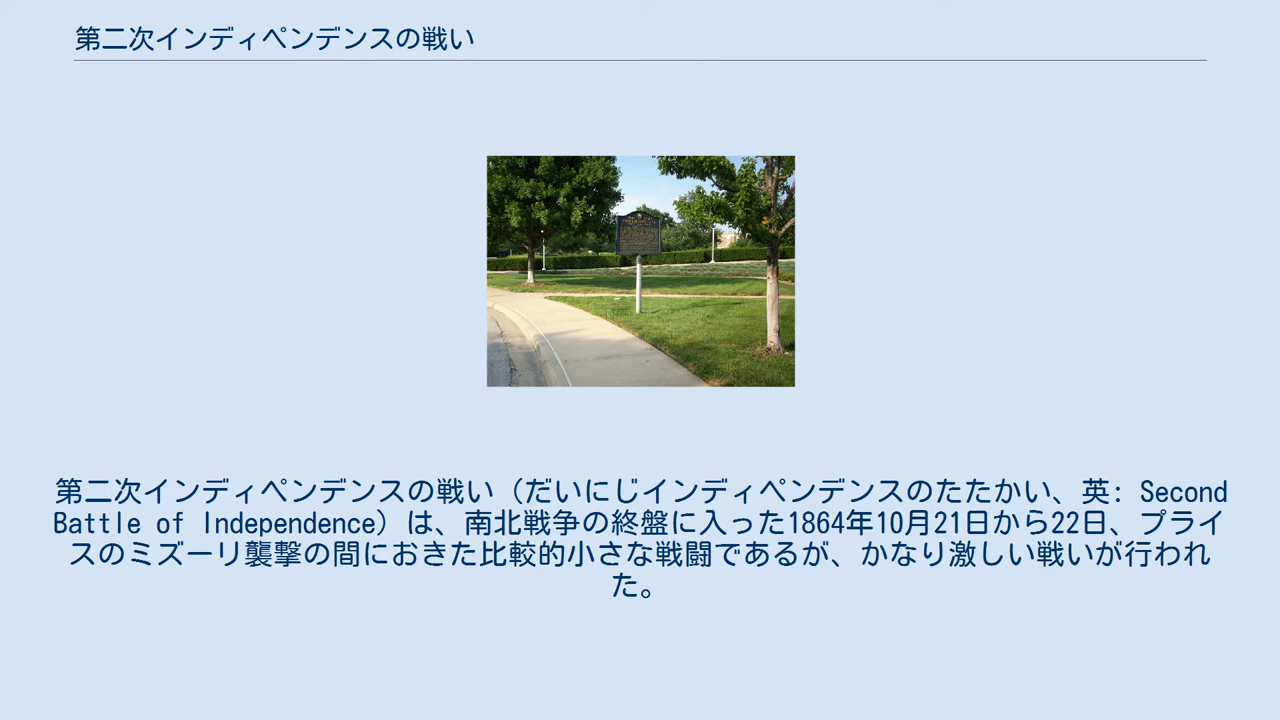 第二次インディペンデンスの戦い
第二次インディペンデンスの戦い（だいにじインディペンデンスのたたかい、英: Second
Battle of Independence）は、南北戦争の終盤に入った1864年10月21日から22日、プライ
スのミズーリ襲撃の間におきた比較的小さな戦闘であるが、かなり激しい戦いが行われ
た。